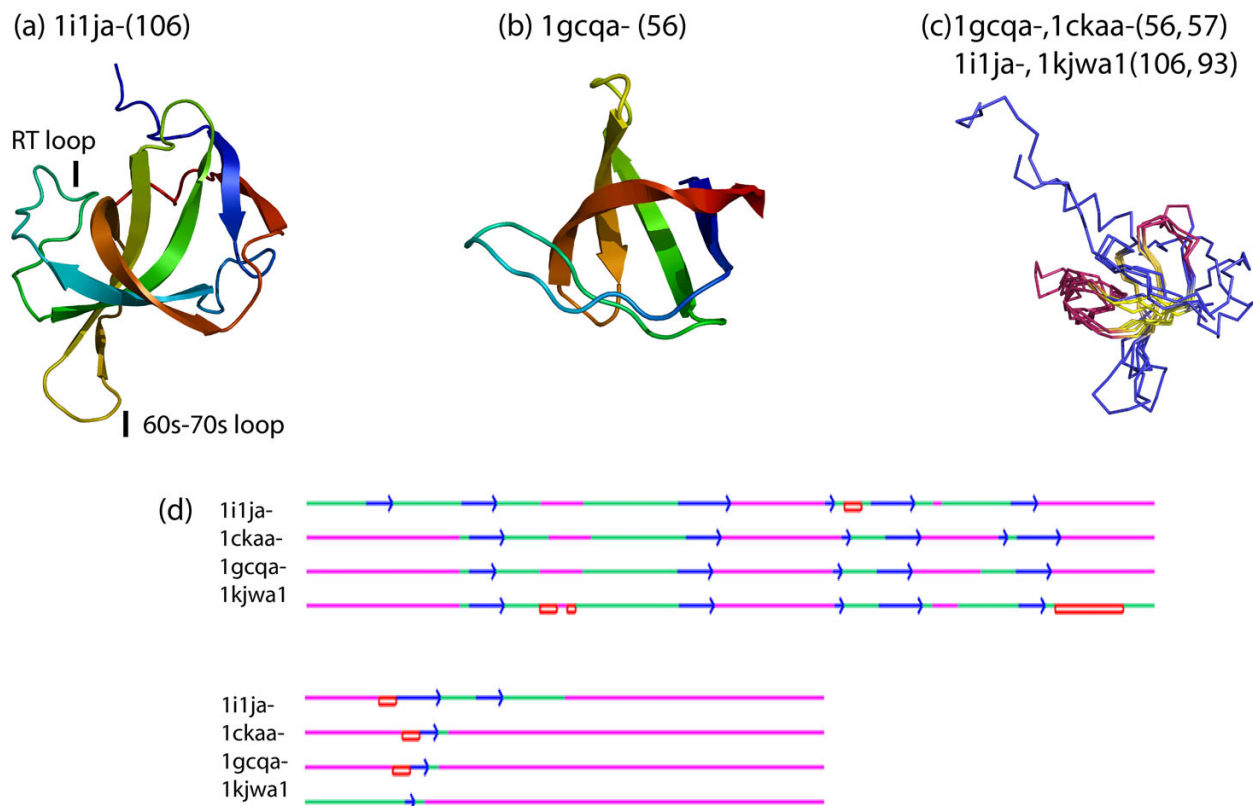 (a) 1i1ja-(106)
(b) 1gcqa- (56)
(c) 1gcqa-,1ckaa-(56, 57)
1i1ja-, 1kjwa1(106, 93)
RT loop
60s-70s loop
(d)
1i1ja-
1ckaa-
1gcqa-
1kjwa1
1i1ja-
1ckaa-
1gcqa-
1kjwa1